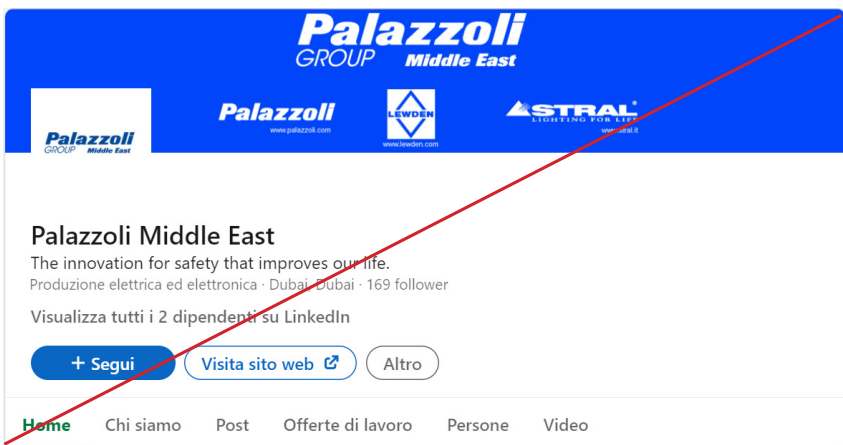 Palazzoli
GROUP Middle East
Palazzoli
www.palazzoli.com
LEWDEN
www.lewden.com
ASTRAL®
LIGHTING FOR LIFE
www.astral.it
Palazzoli
GROUP Middle East
Palazzoli Middle East
The innovation for safety that improves our life.
Produzione elettrica ed elettronica · Dubai, Dubai · 169 follower
Visualizza tutti i 2 dipendenti su LinkedIn
+ Segui Visita sito web Altro
Home Chi siamo Post Offerte di lavoro Persone Video